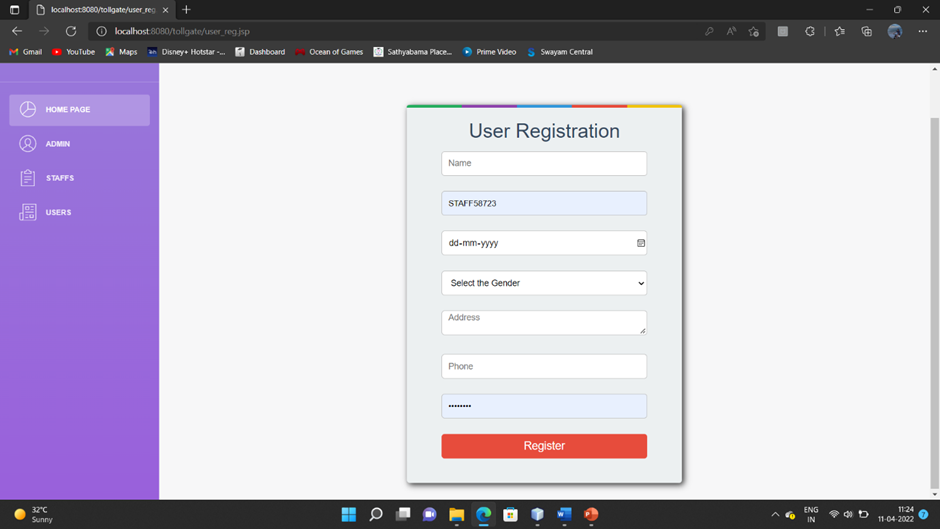 localhost:8080/tollgate/user_reg.
localhost:8080/tollgate/user_reg.jsp
Gmail YouTube Maps Disney+ Hotstar -... Dashboard Ocean of Games Sathyabama Place... Prime Video Swayam Central
HOME PAGE
ADMIN
STAFFS
USERS
User Registration
Name
STAFF58723
dd-mm-yyyy
Select the Gender
Address
Phone
••••••••
Register
32°C
Sunny
ENG
IN
11:24
11-04-2022
7